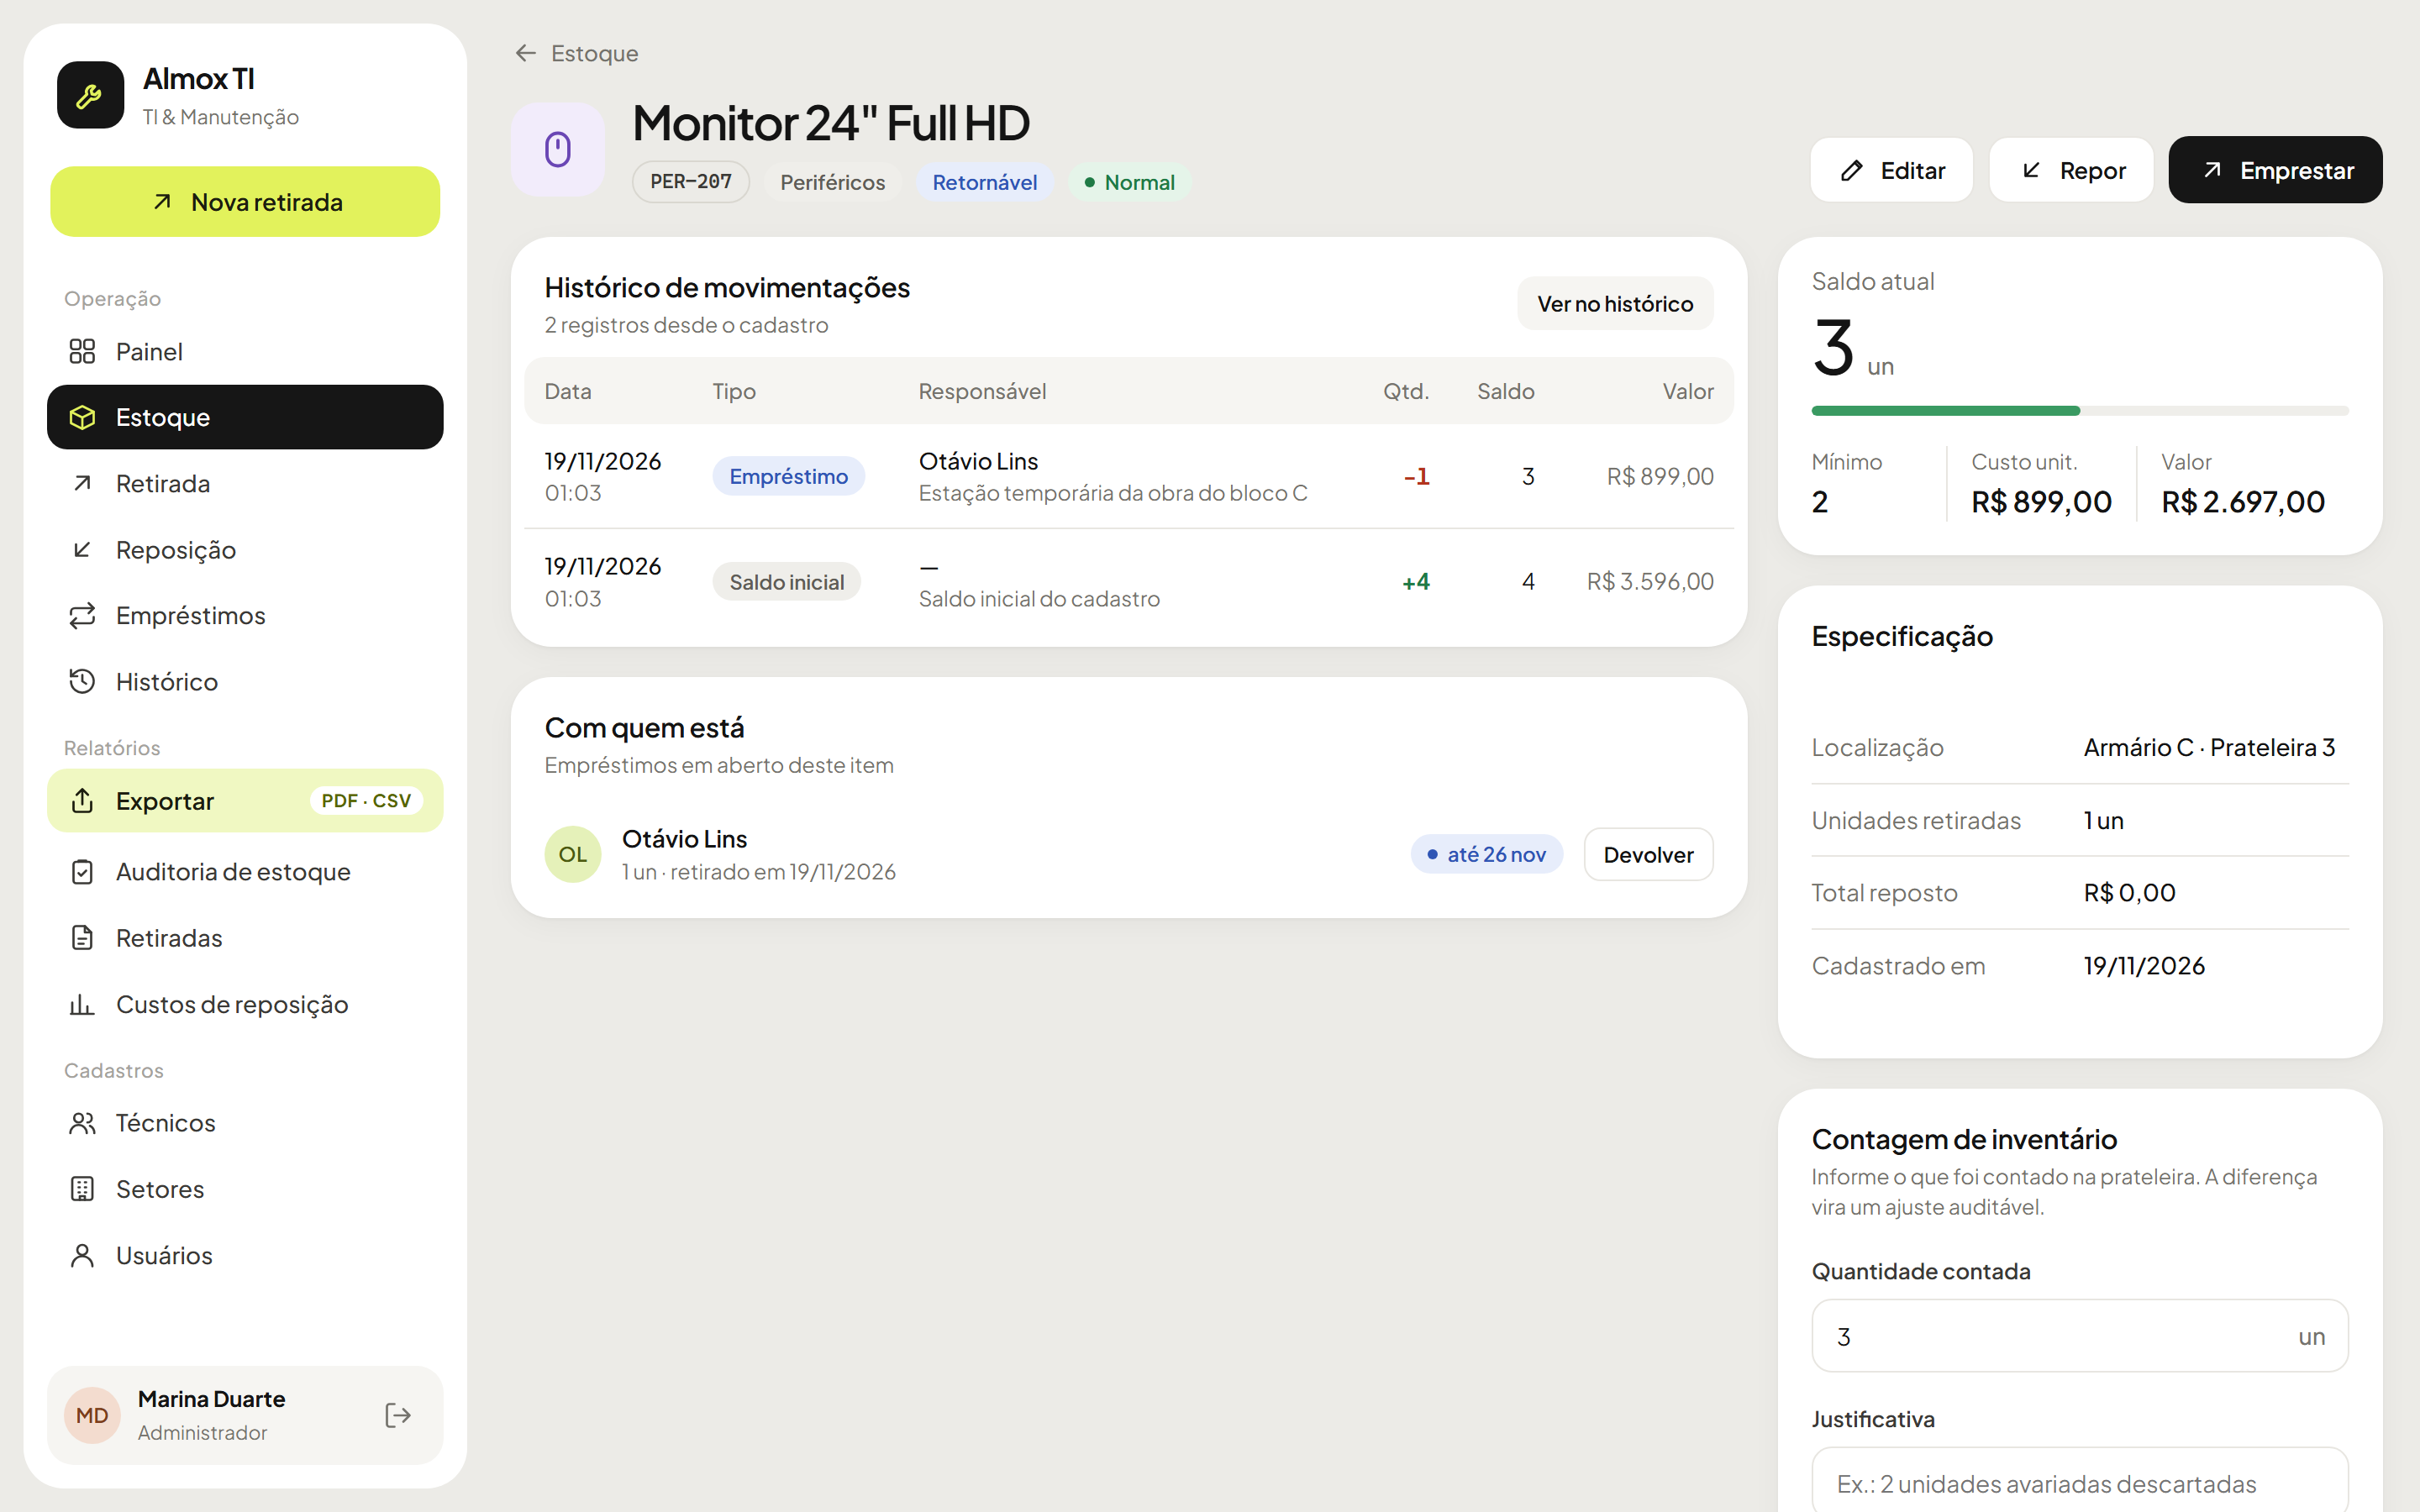 Almox TI
TI & Manutenção
Nova retirada
Operação
Painel
Estoque
Retirada
Reposição
Empréstimos
Histórico
Relatórios
Exportar PDF · CSV
Auditoria de estoque
Retiradas
Custos de reposição
Cadastros
Técnicos
Setores
Usuários
MD Marina Duarte
Administrador
Estoque
Monitor 24" Full HD
PER-207 Periféricos Retornável Normal
Editar Repor Emprestar
Histórico de movimentações
2 registros desde o cadastro
Ver no histórico
Data Tipo Responsável Qtd. Saldo Valor
19/11/2026 Empréstimo Otávio Lins −1 3 R$ 899,00
01:03 Estação temporária da obra do bloco C
19/11/2026 Saldo inicial — +4 4 R$ 3.596,00
01:03 Saldo inicial do cadastro
Com quem está
Empréstimos em aberto deste item
OL Otávio Lins até 26 nov Devolver
1 un · retirado em 19/11/2026
Saldo atual
3 un
Mínimo Custo unit. Valor
2 R$ 899,00 R$ 2.697,00
Especificação
Localização Armário C · Prateleira 3
Unidades retiradas 1 un
Total reposto R$ 0,00
Cadastrado em 19/11/2026
Contagem de inventário
Informe o que foi contado na prateleira. A diferença
vira um ajuste auditável.
Quantidade contada
3 un
Justificativa
Ex.: 2 unidades avariadas descartadas